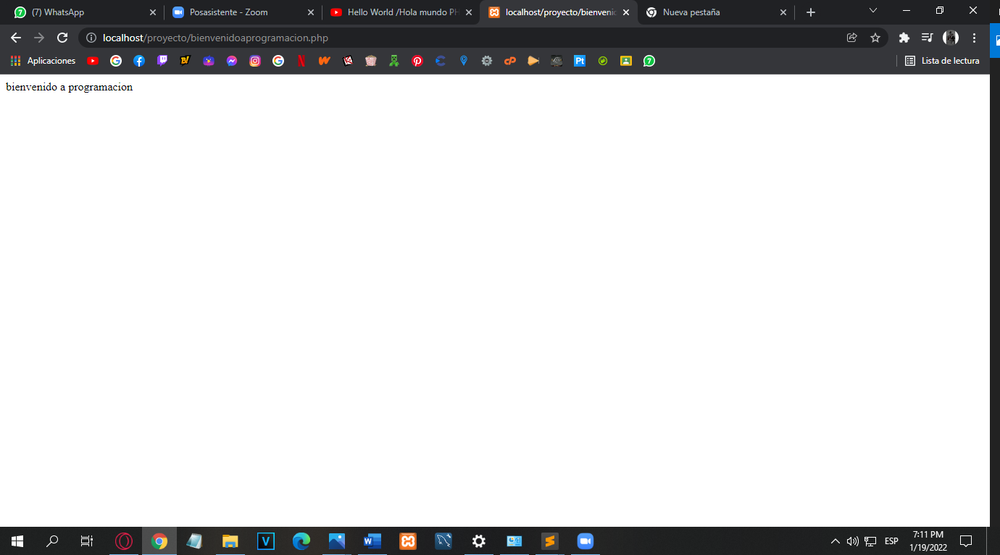 (7) WhatsApp
Posasistente - Zoom
Hello World /Hola mundo PH
localhost/proyecto/bienvenid
Nueva pestaña
localhost/proyecto/bienvenidoaprogramacion.php
Aplicaciones
Lista de lectura
bienvenido a programacion
ESP
7:11 PM
1/19/2022